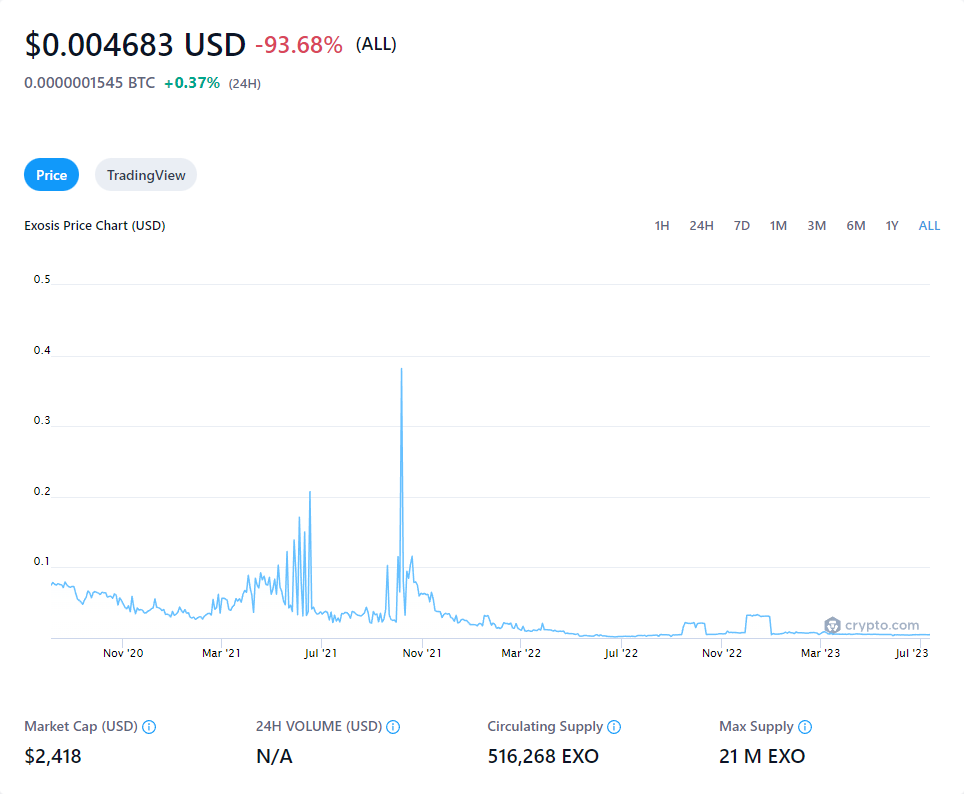 $0.004683 USD -93.68% (ALL)
0.0000001545 BTC +0.37% (24H)
Price TradingView
Exosis Price Chart (USD) 1H 24H 7D 1M 3M 6M 1Y ALL
0.5
0.4
0.3
0.2
0.1
crypto.com
Nov '20 Mar '21 Jul '21 Nov '21 Mar '22 Jul '22 Nov '22 Mar '23 Jul '23
Market Cap (USD) 24H VOLUME (USD) Circulating Supply Max Supply
$2,418 N/A 516,268 EXO 21 M EXO